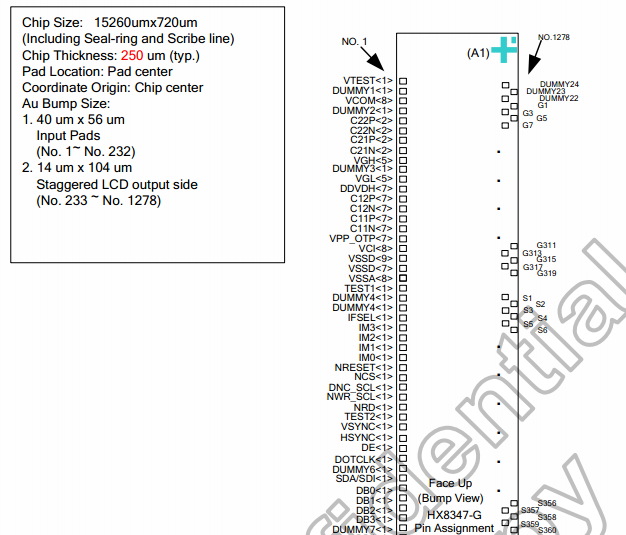 Chip Size: 15260umx720um
(Including Seal-ring and Scribe line)
Chip Thickness: 250 um (typ.)
Pad Location: Pad center
Coordinate Origin: Chip center
Au Bump Size:
1. 40 um x 56 um
Input Pads
(No. 1~ No. 232)
2. 14 um x 104 um
Staggered LCD output side
(No. 233 ~ No. 1278)
NO. 1
(A1)
NO.1278
VTEST<1>
DUMMY1<1>
VCOM<8>
DUMMY2<1>
C22P<2>
C22N<2>
C21P<2>
C21N<2>
VGH<5>
DUMMY3<1>
VGL<5>
DDVDH<7>
C12P<7>
C12N<7>
C11P<7>
C11N<7>
VPP_OTP<7>
VCI<8>
VSSD<9>
VSSD<7>
VSSA<8>
TEST1<1>
DUMMY4<1>
DUMMY4<1>
IFSEL<1>
IM3<1>
IM2<1>
IM1<1>
IM0<1>
NRESET<1>
NCS<1>
DNC_SCL<1>
NWR_SCL<1>
NRD<1>
TEST2<1>
VSYNC<1>
HSYNC<1>
DE<1>
DOTCLK<1>
DUMMY6<1>
SDA/SDI<1>
DB0<1>
DB1<1>
DB2<1>
DB3<1>
DUMMY7<1>
DUMMY24
DUMMY23
DUMMY22
G1
G3
G5
G7
G311
G313
G315
G317
G319
S1
S2
S3
S4
S5
S6
S356
S357
S358
S359
S360
Face Up
(Bump View)
HX8347-G
Pin Assignment